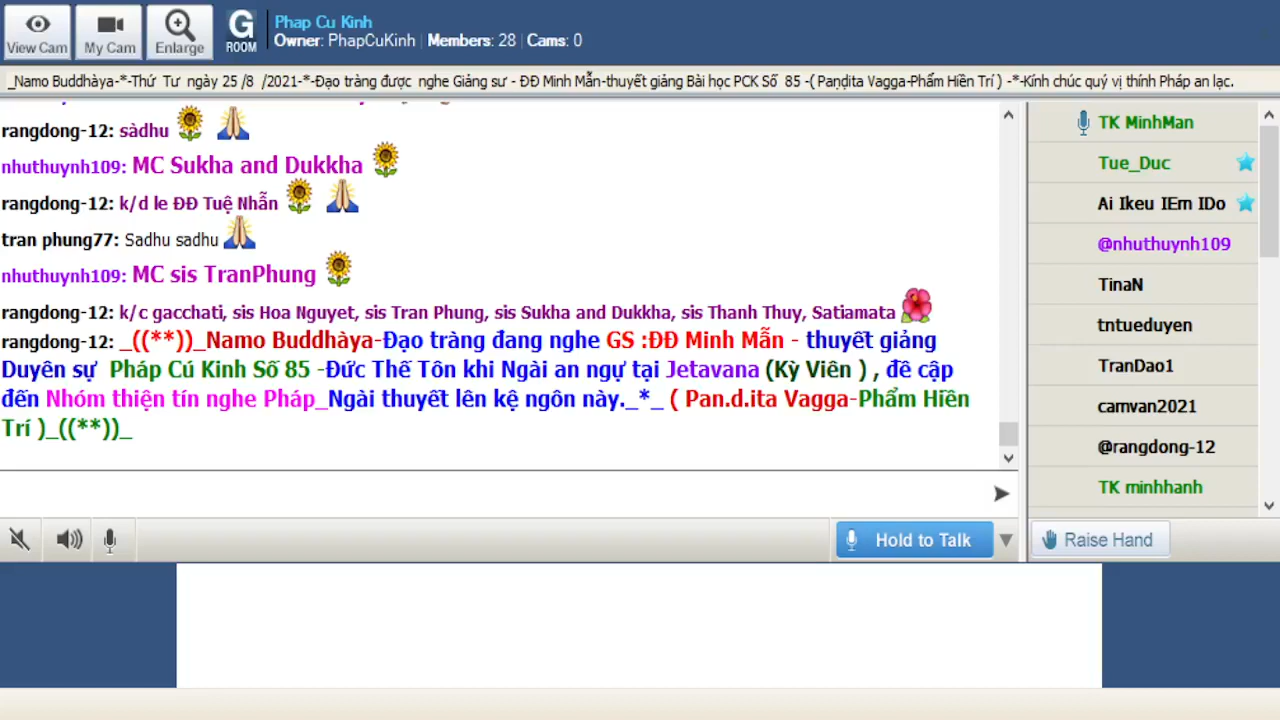 View Cam
My Cam
Enlarge
G
ROOM
Phap Cu Kinh
Owner: PhapCuKinh | Members: 28 | Cams: 0
_Namo Buddhàya-*-Thứ Tư ngày 25 /8 /2021-*-Đạo tràng được nghe Giảng sư - ĐĐ Minh Mẫn-thuyết giảng Bài học PCK Số 85 -( Paṇḍita Vagga-Phẩm Hiền Trí ) -*-Kính chúc quý vị thính Pháp an lạc.
rangdong-12: sàdhu
nhuthuynh109: MC Sukha and Dukkha
rangdong-12: k/d le ĐĐ Tuệ Nhẫn
tran phung77: Sadhu sadhu
nhuthuynh109: MC sis TranPhung
rangdong-12: k/c gacchati, sis Hoa Nguyet, sis Tran Phung, sis Sukha and Dukkha, sis Thanh Thuy, Satiamata
rangdong-12: _((**))_Namo Buddhàya-Đạo tràng đang nghe GS :ĐĐ Minh Mẫn - thuyết giảng
Duyên sự Pháp Cú Kinh Số 85 -Đức Thế Tôn khi Ngài an ngự tại Jetavana (Kỳ Viên ) , đề cập
đến Nhóm thiện tín nghe Pháp_Ngài thuyết lên kệ ngôn này._*_ ( Pan.d.ita Vagga-Phẩm Hiền
Trí )_((**))_
TK MinhMan
Tue_Duc
Ai Ikeu IEm IDo
@nhuthuynh109
TinaN
tntueduyen
TranDao1
camvan2021
@rangdong-12
TK minhhanh
Hold to Talk
Raise Hand